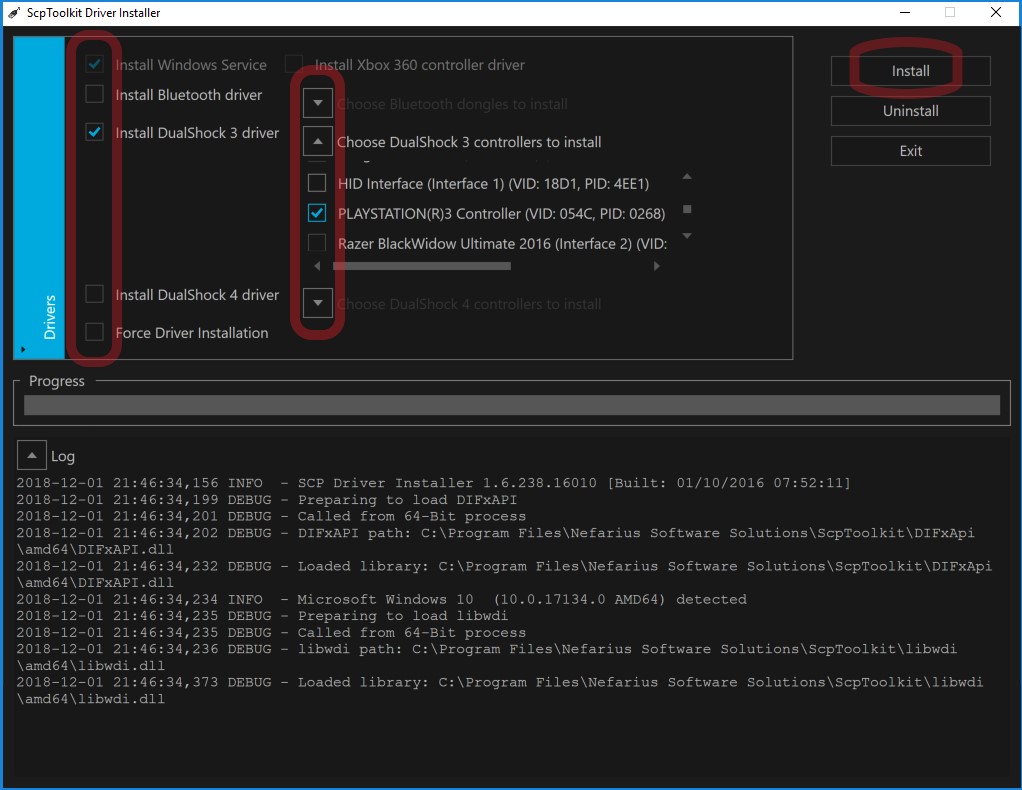 ScpToolkit Driver Installer
Install Windows Service
Install Xbox 360 controller driver
Install Bluetooth driver
Choose Bluetooth dongles to install
Install DualShock 3 driver
Choose DualShock 3 controllers to install
HID Interface (Interface 1) (VID: 18D1, PID: 4EE1)
PLAYSTATION(R)3 Controller (VID: 054C, PID: 0268)
Razer BlackWidow Ultimate 2016 (Interface 2) (VID:
Install DualShock 4 driver
Choose DualShock 4 controllers to install
Force Driver Installation
Drivers
Install
Uninstall
Exit
Progress
Log
2018-12-01 21:46:34,156 INFO  - SCP Driver Installer 1.6.238.16010 [Built: 01/10/2016 07:52:11]
2018-12-01 21:46:34,199 DEBUG - Preparing to load DIFxAPI
2018-12-01 21:46:34,201 DEBUG - Called from 64-Bit process
2018-12-01 21:46:34,202 DEBUG - DIFxAPI path: C:\Program Files\Nefarius Software Solutions\ScpToolkit\DIFxApi
\amd64\DIFxAPI.dll
2018-12-01 21:46:34,232 DEBUG - Loaded library: C:\Program Files\Nefarius Software Solutions\ScpToolkit\DIFxApi
\amd64\DIFxAPI.dll
2018-12-01 21:46:34,234 INFO  - Microsoft Windows 10  (10.0.17134.0 AMD64) detected
2018-12-01 21:46:34,235 DEBUG - Preparing to load libwdi
2018-12-01 21:46:34,235 DEBUG - Called from 64-Bit process
2018-12-01 21:46:34,236 DEBUG - libwdi path: C:\Program Files\Nefarius Software Solutions\ScpToolkit\libwdi
\amd64\libwdi.dll
2018-12-01 21:46:34,373 DEBUG - Loaded library: C:\Program Files\Nefarius Software Solutions\ScpToolkit\libwdi
\amd64\libwdi.dll